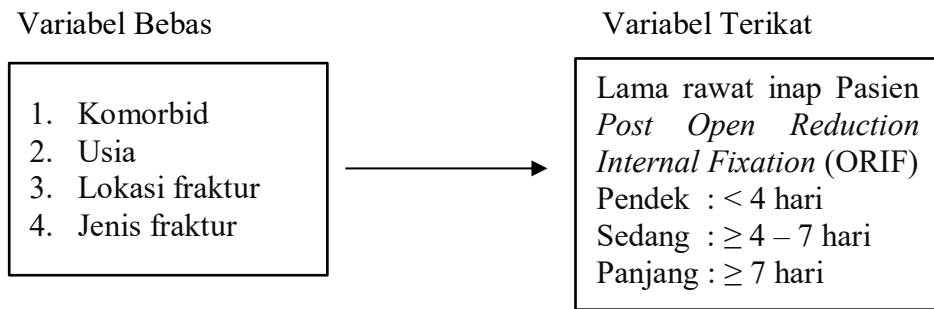 Variabel Bebas
Variabel Terikat
1. Komorbid
2. Usia
3. Lokasi fraktur
4. Jenis fraktur
Lama rawat inap Pasien
Post Open Reduction
Internal Fixation (ORIF)
Pendek : < 4 hari
Sedang : ≥ 4 – 7 hari
Panjang : ≥ 7 hari